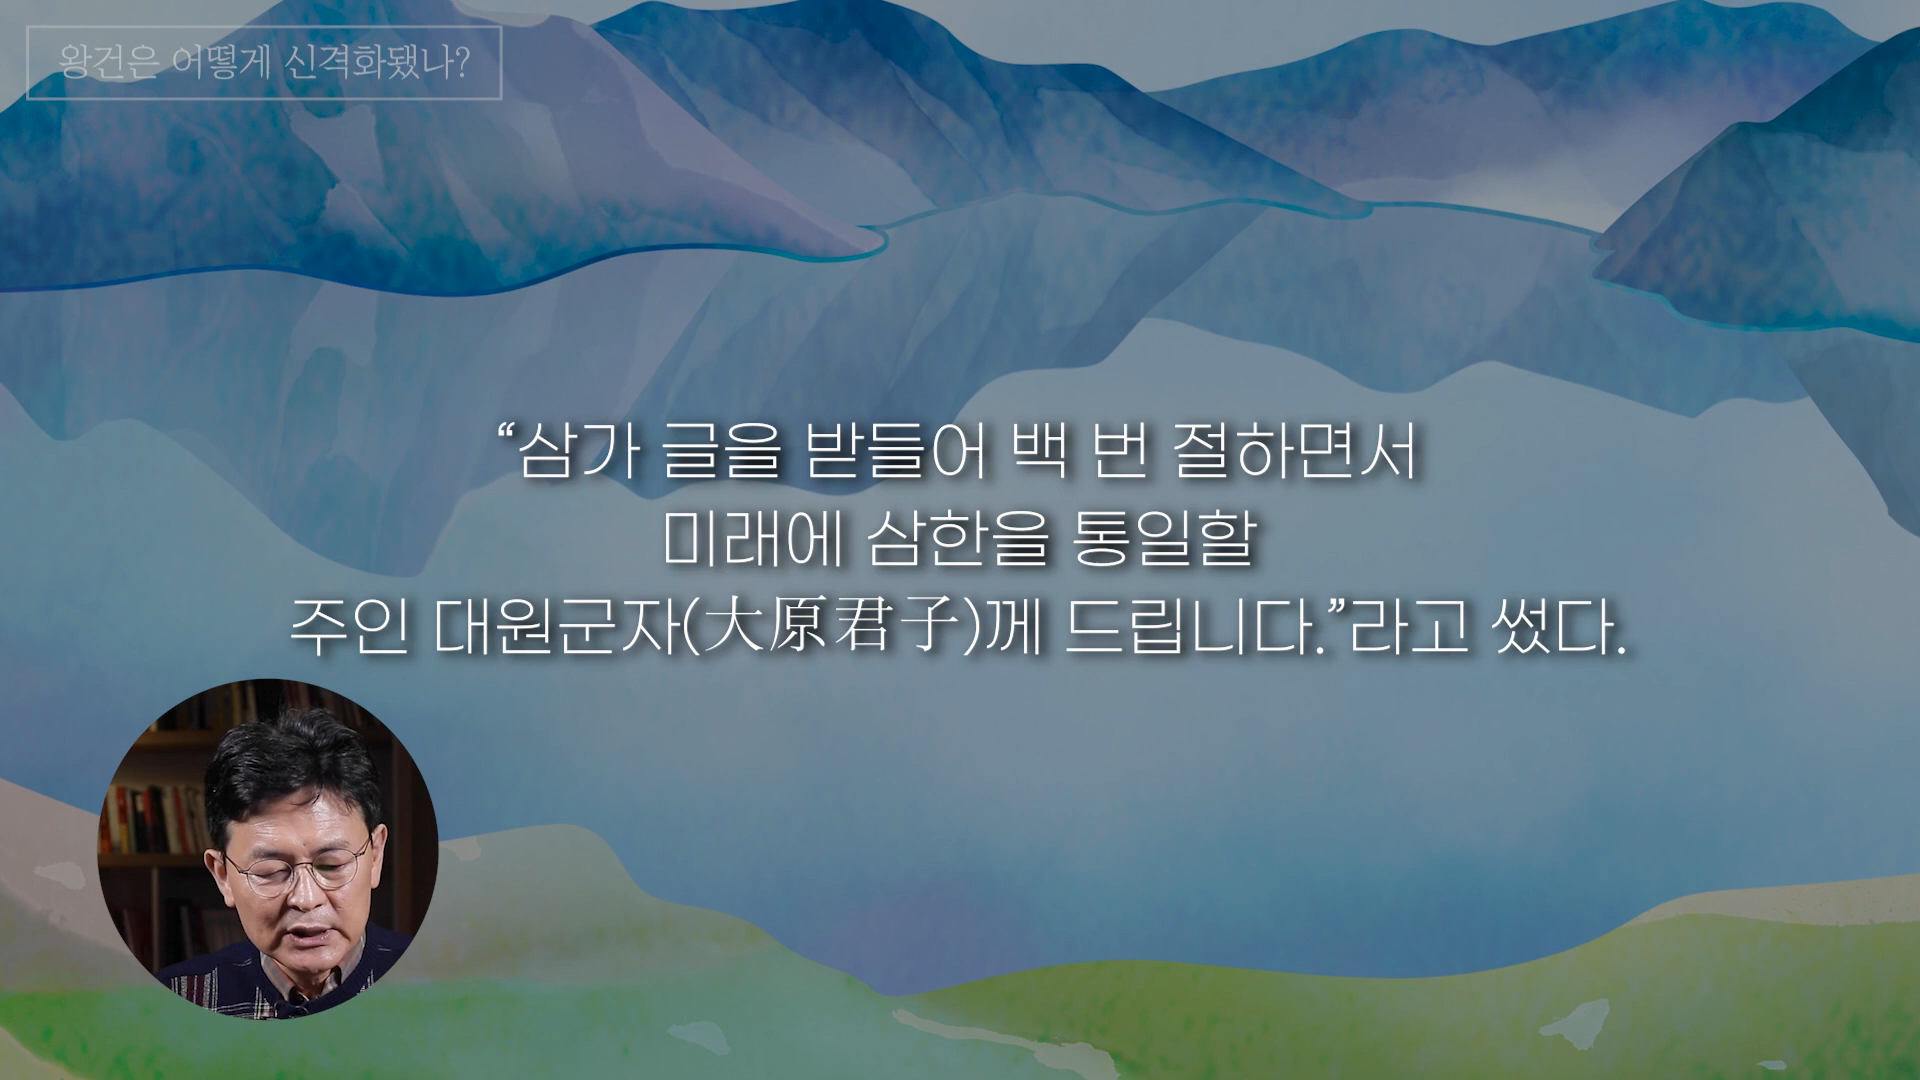 왕건은 어떻게 신격화됐나?
“삼가 글을 받들어 백 번 절하면서
미래에 삼한을 통일할
주인 대원군자(大原君子)께 드립니다.”라고 썼다.